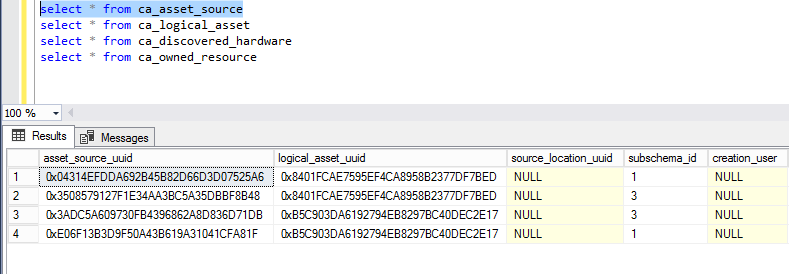 select * from ca_asset_source
select * from ca_logical_asset
select * from ca_discovered_hardware
select * from ca_owned_resource
100 %
Results Messages
asset_source_uuid logical_asset_uuid source_location_uuid subschema_id creation_user
1 0x04314EFDDA692B45B82D66D3D07525A6 0x8401FCAE7595EF4CA8958B2377DF7BED NULL 1 NULL
2 0x3508579127F1E34AA3BC5A35DBBF8B48 0x8401FCAE7595EF4CA8958B2377DF7BED NULL 3 NULL
3 0x3ADC5A609730FB4396862A8D836D71DB 0xB5C903DA6192794EB8297BC40DEC2E17 NULL 3 NULL
4 0xE06F13B3D9F50A43B619A31041CFA81F 0xB5C903DA6192794EB8297BC40DEC2E17 NULL 1 NULL